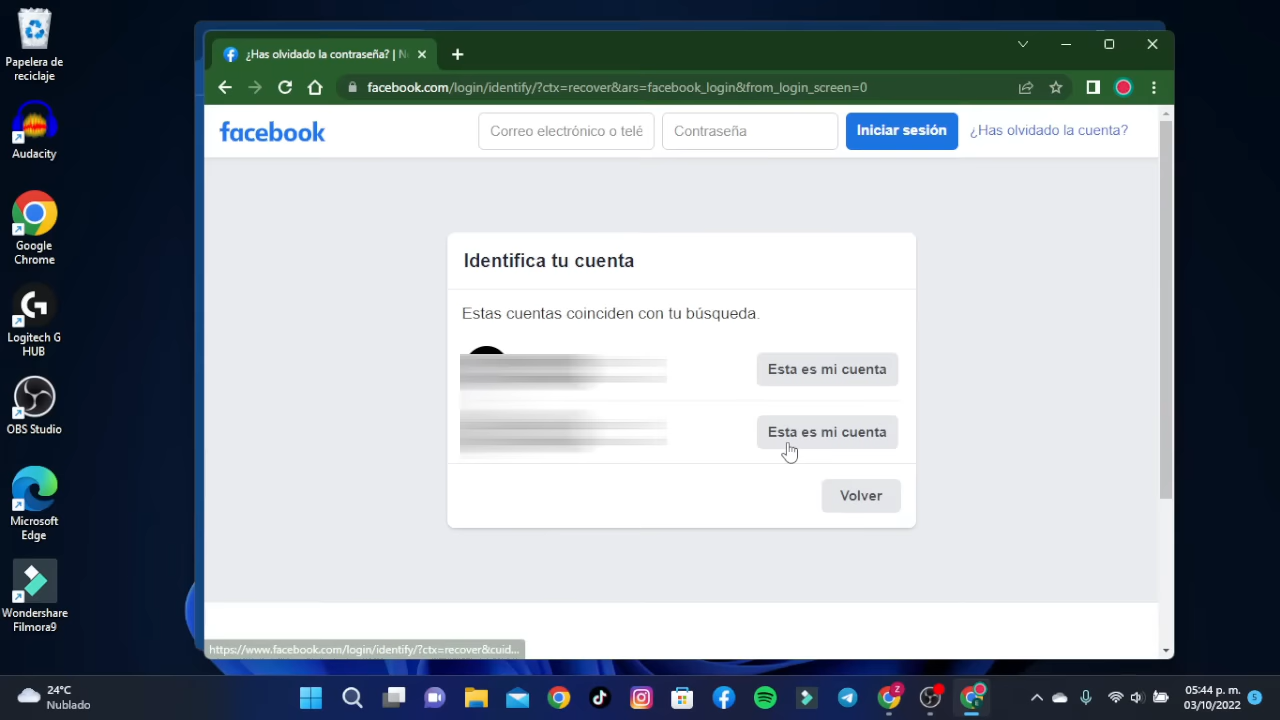 Papelera de
reciclaje
Audacity
Google
Chrome
Logitech G
HUB
OBS Studio
Microsoft
Edge
Wondershare
Filmora9
¿Has olvidado la contraseña? | N
facebook.com/login/identify/?ctx=recover&ars=facebook_login&from_login_screen=0
facebook
Correo electrónico o telé
Contraseña
Iniciar sesión
¿Has olvidado la cuenta?
Identifica tu cuenta
Estas cuentas coinciden con tu búsqueda.
Esta es mi cuenta
Esta es mi cuenta
Volver
https://www.facebook.com/login/identify/?ctx=recover&cuid...
24°C
Nublado
2
05:44 p. m.
03/10/2022
5